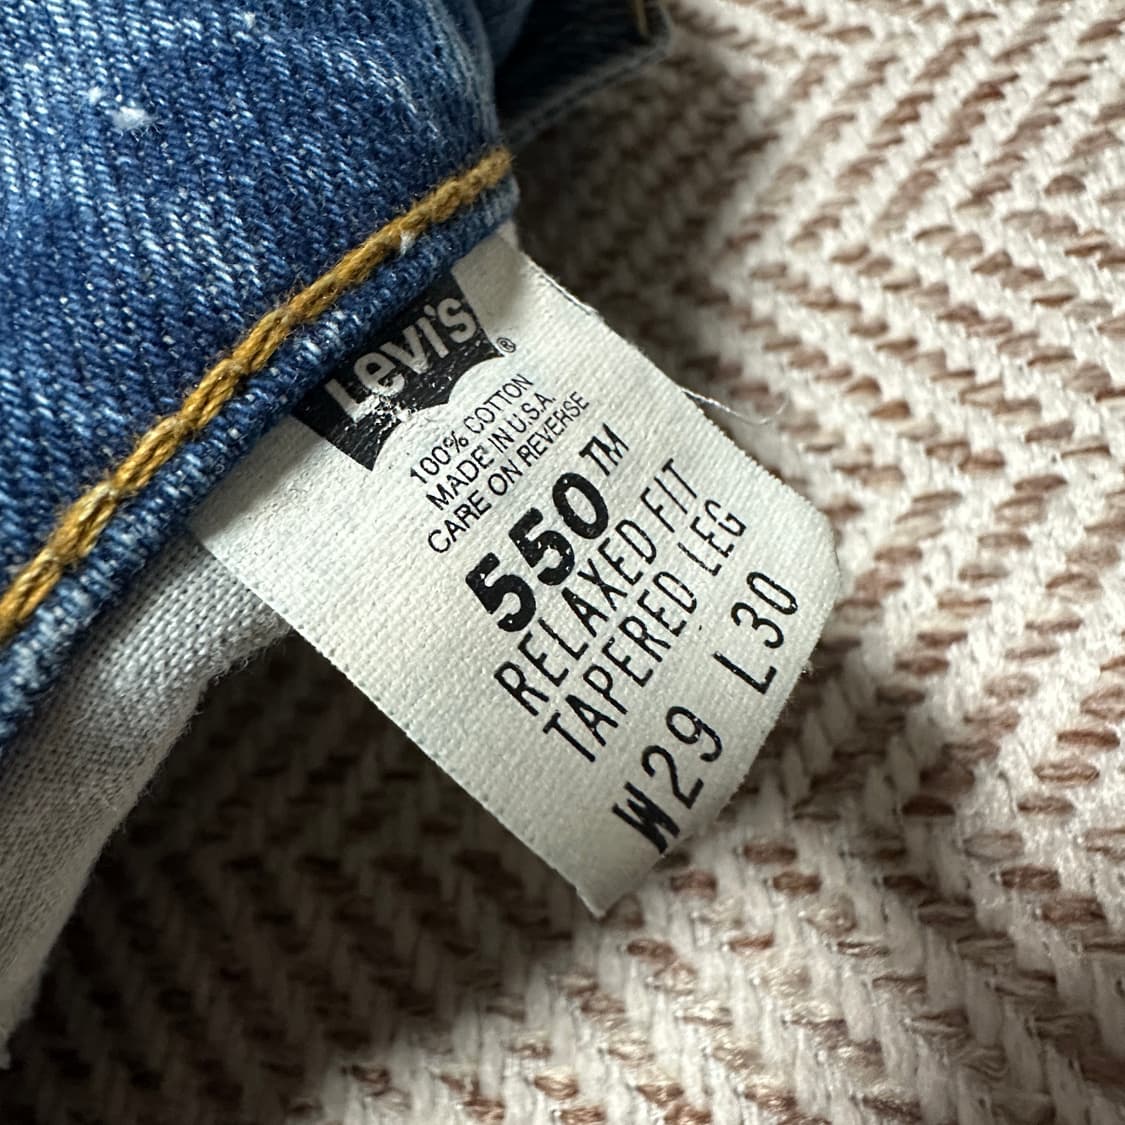 Levi's®
100% COTTON
MADE IN U.S.A.
CARE ON REVERSE
550™
RELAXED FIT
TAPERED LEG
W29 L30